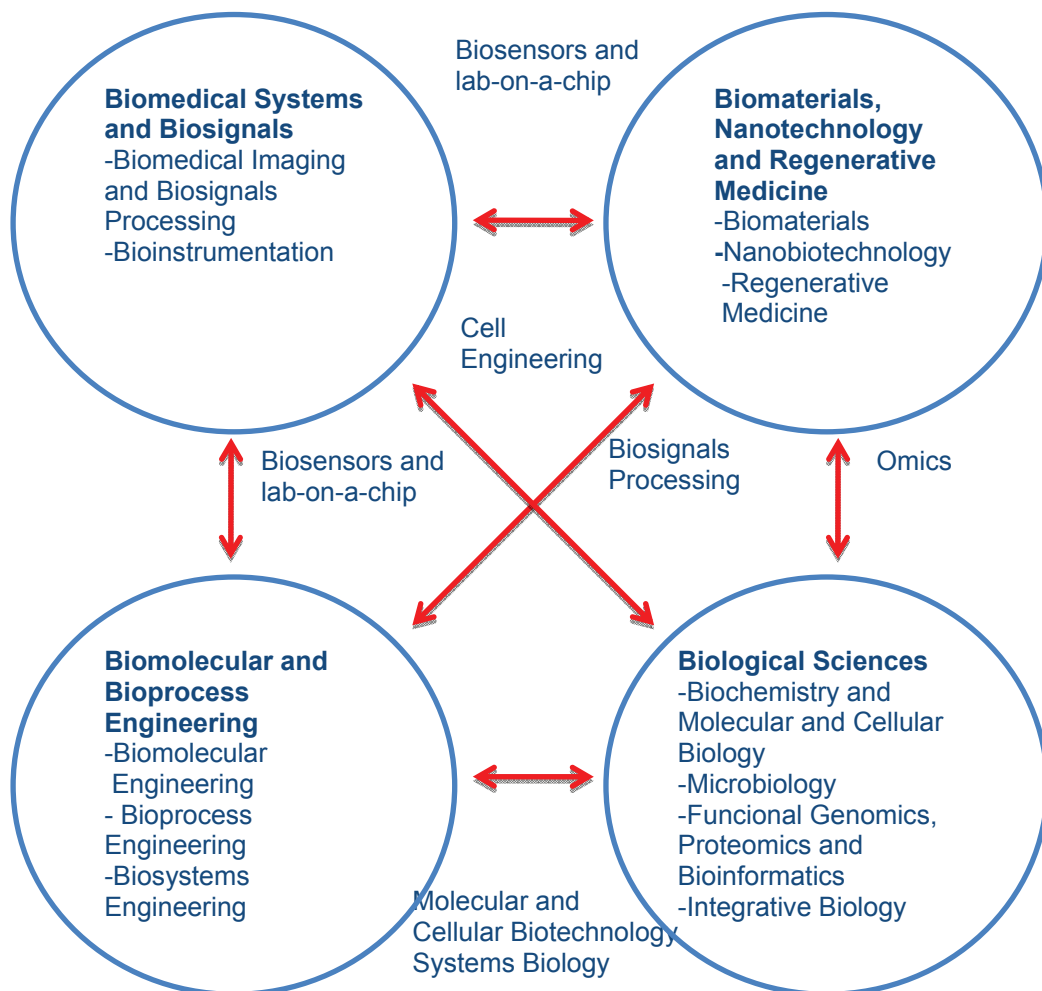 Biosensors and
lab-on-a-chip
Biomedical Systems
and Biosignals
-Biomedical Imaging
and Biosignals
Processing
-Bioinstrumentation
Biomaterials,
Nanotechnology
and Regenerative
Medicine
-Biomaterials
-Nanobiotechnology
-Regenerative
Medicine
Cell
Engineering
Biosensors and
lab-on-a-chip
Biosignals
Processing
Omics
Biomolecular and
Bioprocess
Engineering
-Biomolecular
Engineering
- Bioprocess
Engineering
-Biosystems
Engineering
Biological Sciences
-Biochemistry and
Molecular and Cellular
Biology
-Microbiology
-Funcional Genomics,
Proteomics and
Bioinformatics
-Integrative Biology
Molecular and
Cellular Biotechnology
Systems Biology